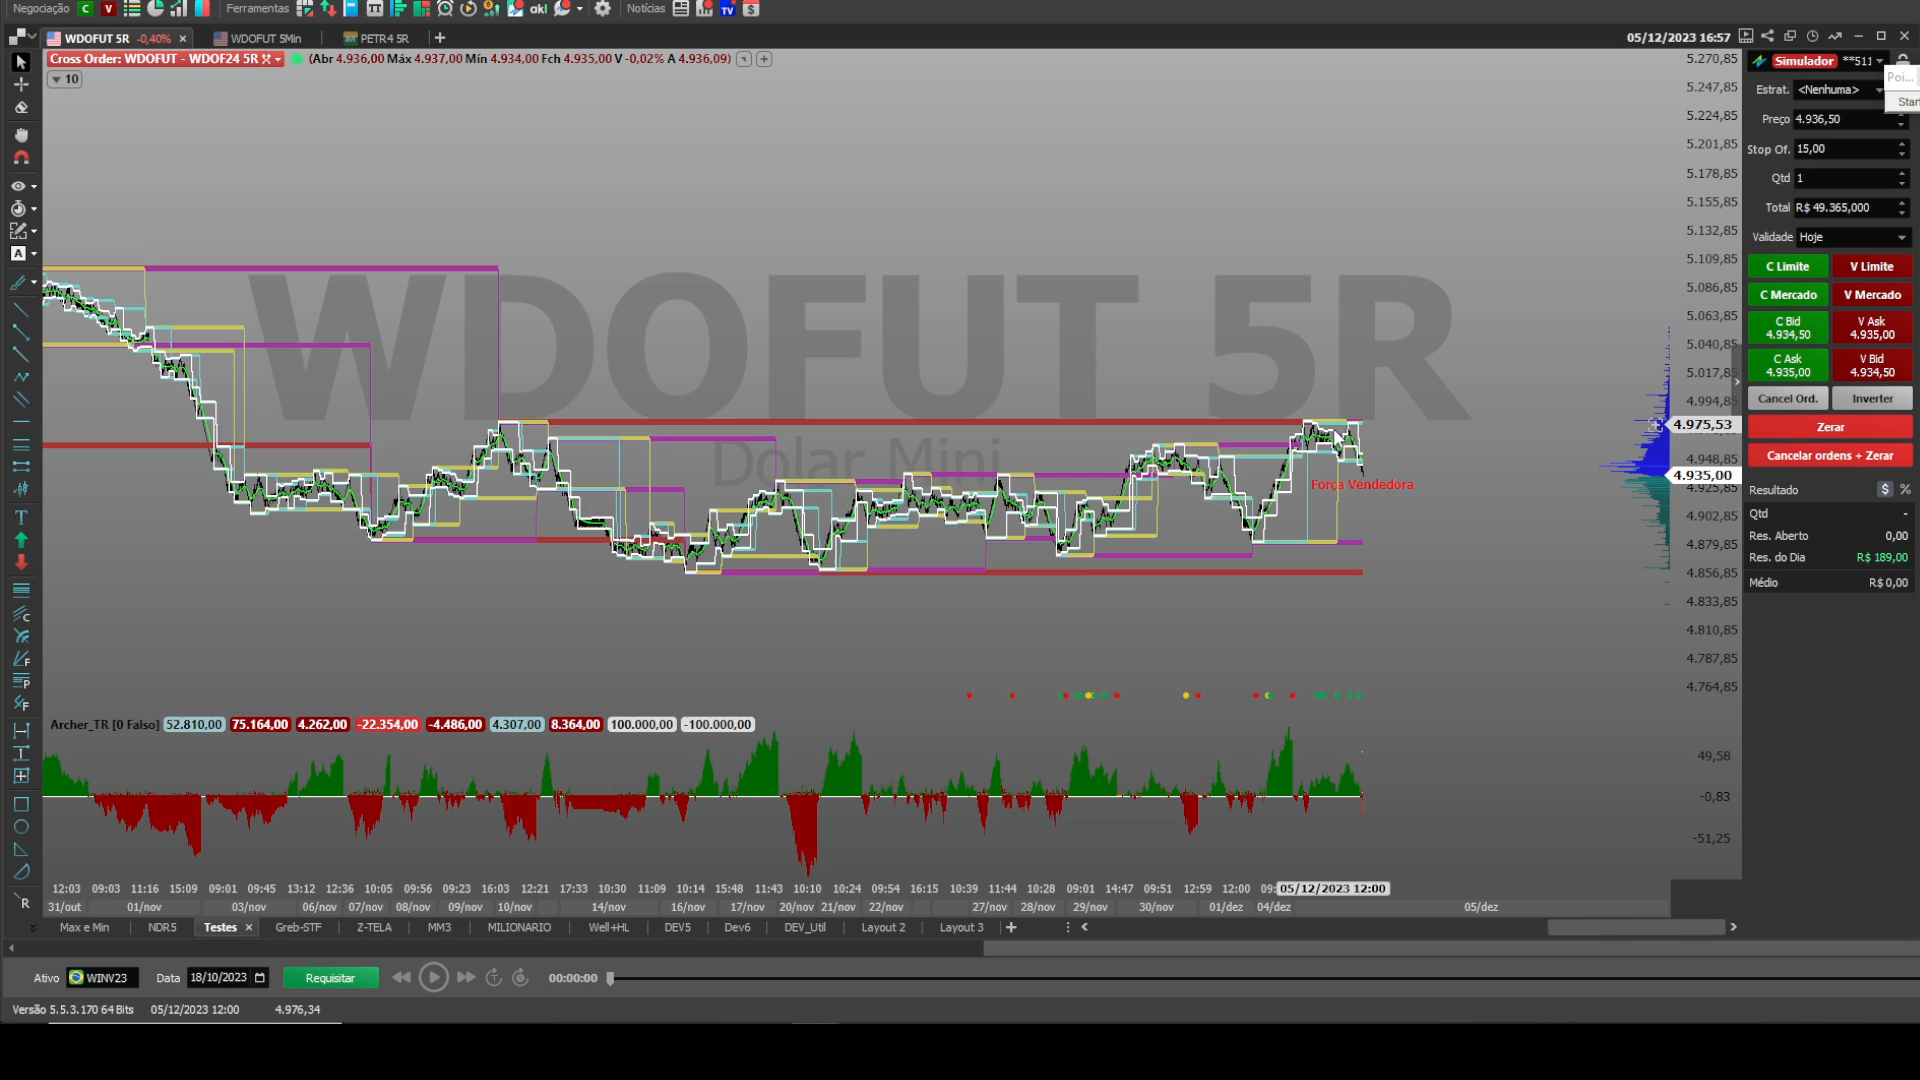 Negociação C V Ferramentas TT akl Notícias TV $
WDOFUT 5R -0,40% × WDOFUT 5Min PETR4 5R +
05/12/2023 16:57
Cross Order: WDOFUT - WDOF24 5R (Abr 4.936,00 Máx 4.937,00 Mín 4.934,00 Fch 4.935,00 V -0,02% A 4.936,09)
10
WDOFUT 5R
Dolar Mini
Força Vendedora
5.270,85
5.247,85
5.224,85
5.201,85
5.178,85
5.155,85
5.132,85
5.109,85
5.086,85
5.063,85
5.040,85
5.017,85
4.994,85
4.975,53
4.948,85
4.935,00
4.925,85
4.902,85
4.879,85
4.856,85
4.833,85
4.810,85
4.787,85
4.764,85
Simulador **511
Poi...
Start
Estrat. <Nenhuma>
Preço 4.936,50
Stop Of. 15,00
Qtd 1
Total R$ 49.365,000
Validade Hoje
C Limite V Limite
C Mercado V Mercado
C Bid 4.934,50 V Ask 4.935,00
C Ask 4.935,00 V Bid 4.934,50
Cancel Ord. Inverter
Zerar
Cancelar ordens + Zerar
Resultado $ %
Qtd -
Res. Aberto 0,00
Res. do Dia R$ 189,00
Médio R$ 0,00
Archer_TR [0 Falso] 52.810,00 75.164,00 4.262,00 -22.354,00 -4.486,00 4.307,00 8.364,00 100.000,00 -100.000,00
49,58
-0,83
-51,25
12:03 09:03 11:16 15:09 09:01 09:45 13:12 12:36 10:05 09:56 09:23 16:03 12:21 17:33 10:30 11:09 10:14 15:48 11:43 10:10 10:24 09:54 16:15 10:39 11:44 10:28 09:01 14:47 09:51 12:59 12:00 05/12/2023 12:00
31/out 01/nov 03/nov 06/nov 07/nov 08/nov 09/nov 10/nov 14/nov 16/nov 17/nov 20/nov 21/nov 22/nov 27/nov 28/nov 29/nov 30/nov 01/dez 04/dez 05/dez
Max e Min NDR5 Testes × Greb-STF Z-TELA MM3 MILIONARIO Well+HL DEV5 Dev6 DEV_Util Layout 2 Layout 3 +
Ativo WINV23 Data 18/10/2023 Requisitar 00:00:00
Versão 5.5.3.170 64 Bits 05/12/2023 12:00 4.976,34